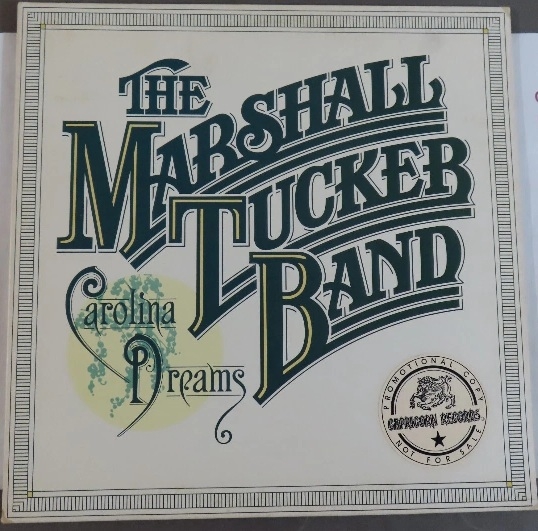 THE
MARSHALL
TUCKER
BAND
Carolina
Dreams
PROMOTIONAL COPY
CAPRICORN RECORDS
NOT FOR SALE